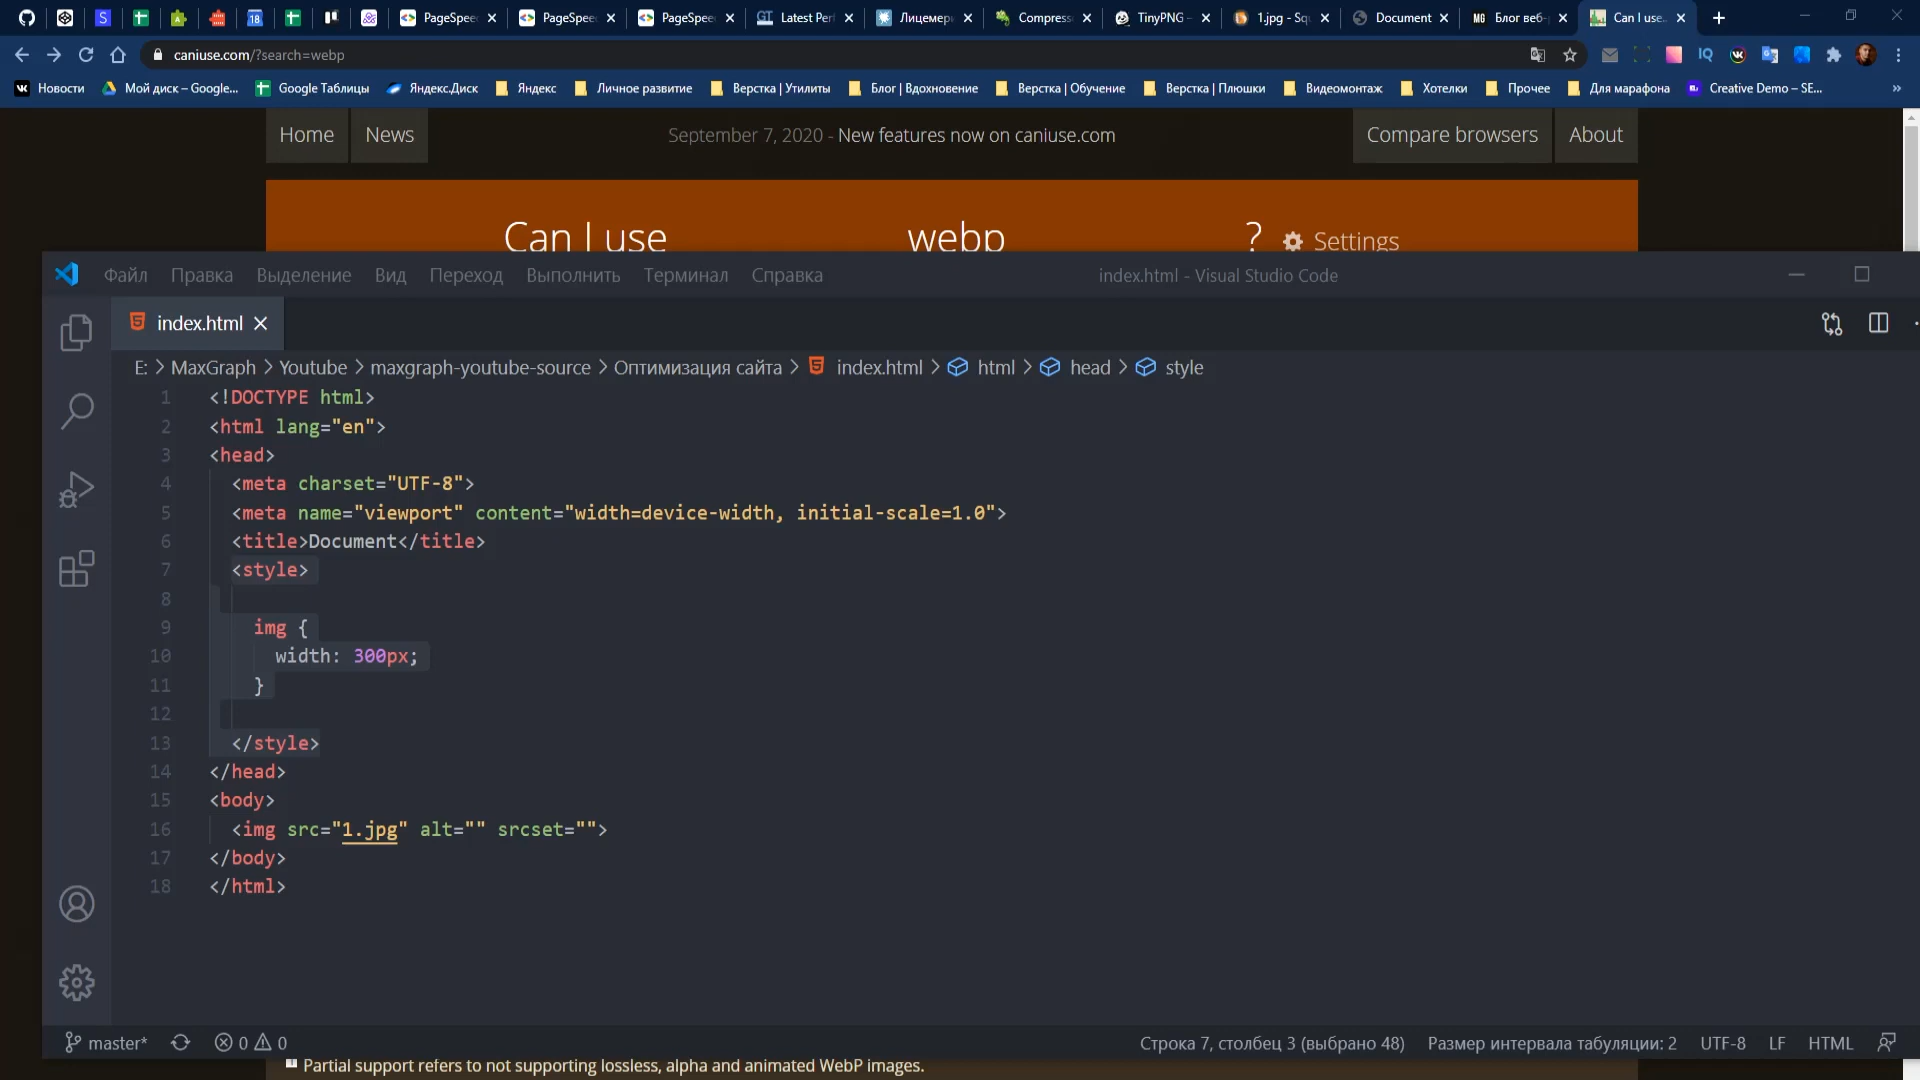 PageSpee
PageSpee
PageSpee
GT Latest Per
Лицемер
Compress
TinyPNG –
1.jpg - Sq
Document
MG Блог веб-
Can I use.
caniuse.com/?search=webp
Новости
Мой диск – Google...
Google Таблицы
Яндекс.Диск
Яндекс
Личное развитие
Верстка | Утилиты
Блог | Вдохновение
Верстка | Обучение
Верстка | Плюшки
Видеомонтаж
Хотелки
Прочее
Для марафона
Creative Demo – SE...
Home
News
September 7, 2020 - New features now on caniuse.com
Compare browsers
About
Can I use
webp
?
Settings
Файл
Правка
Выделение
Вид
Переход
Выполнить
Терминал
Справка
index.html - Visual Studio Code
index.html
E: > MaxGraph > Youtube > maxgraph-youtube-source > Оптимизация сайта > index.html > html > head > style
1 <!DOCTYPE html>
2 <html lang="en">
3 <head>
4 <meta charset="UTF-8">
5 <meta name="viewport" content="width=device-width, initial-scale=1.0">
6 <title>Document</title>
7 <style>
8
9 img {
10 width: 300px;
11 }
12
13 </style>
14 </head>
15 <body>
16 <img src="1.jpg" alt="" srcset="">
17 </body>
18 </html>
master*
0
0
Строка 7, столбец 3 (выбрано 48)
Размер интервала табуляции: 2
UTF-8
LF
HTML
Partial support refers to not supporting lossless, alpha and animated WebP images.